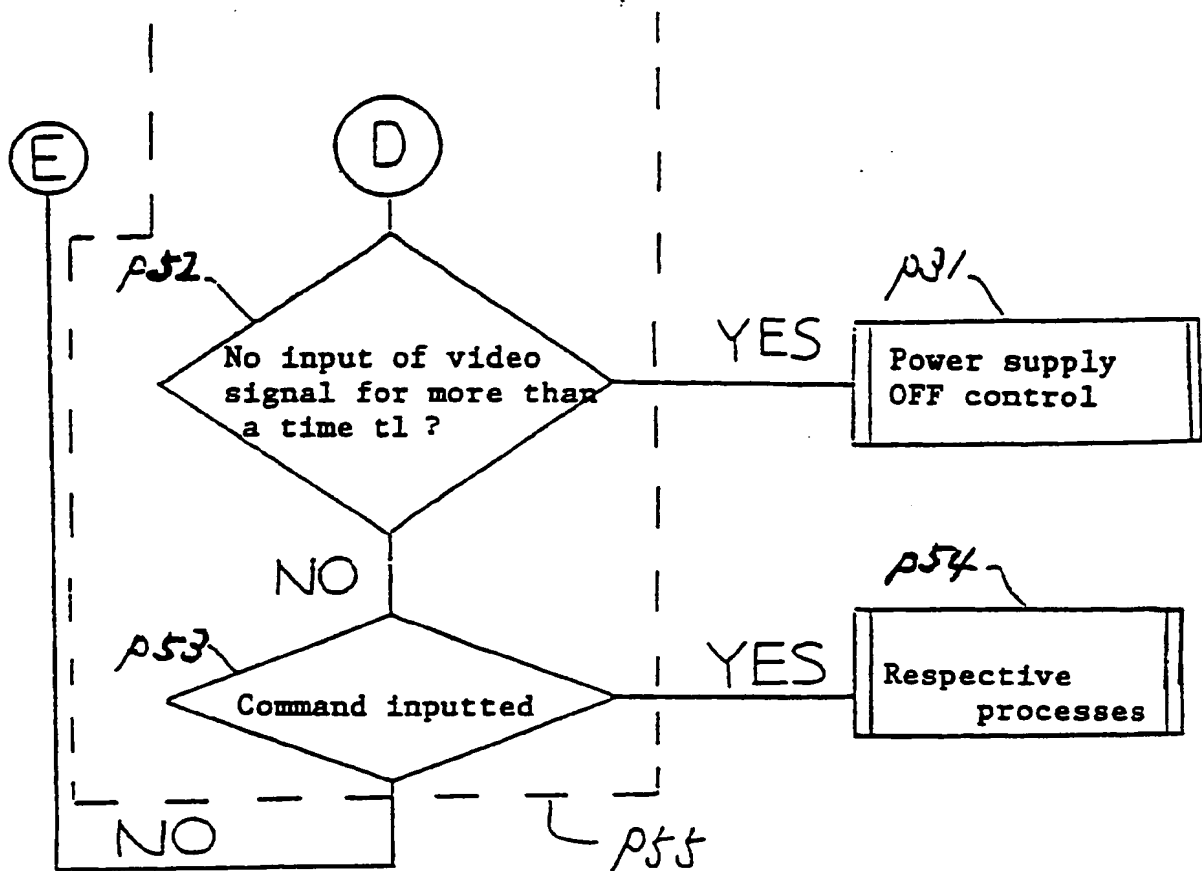 E
D
p52
No input of video
signal for more than
a time tl ?
YES
p31
Power supply
OFF control
NO
p53
Command inputted
YES
p54
Respective
processes
NO
p55